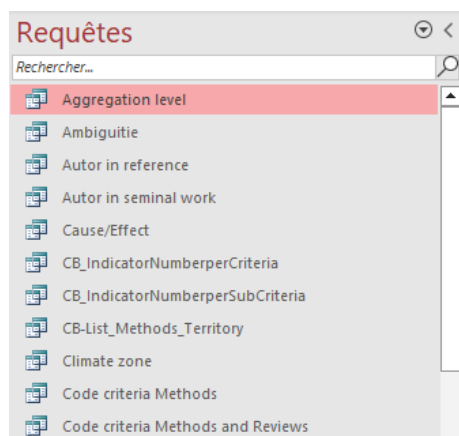 Requêtes
Rechercher...
Aggregation level
Ambiguitie
Autor in reference
Autor in seminal work
Cause/Effect
CB_IndicatorNumberperCriteria
CB_IndicatorNumberperSubCriteria
CB-List_Methods_Territory
Climate zone
Code criteria Methods
Code criteria Methods and Reviews